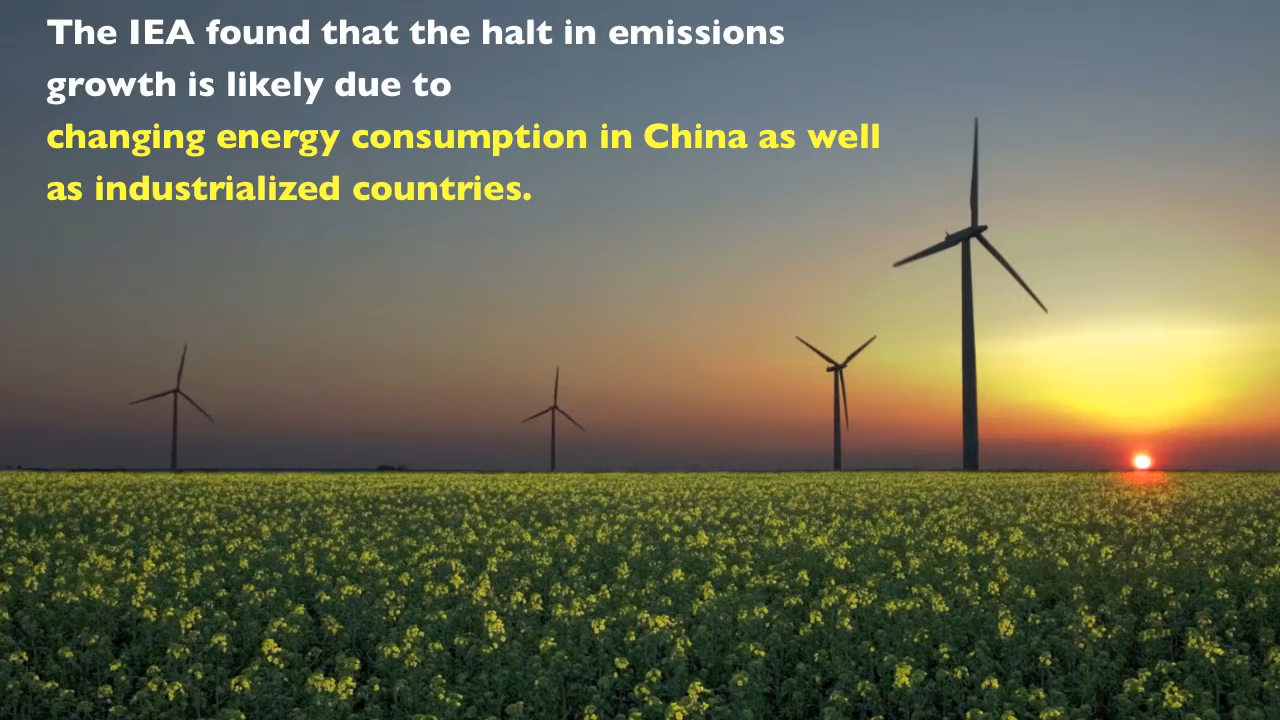 The IEA found that the halt in emissions
growth is likely due to
changing energy consumption in China as well
as industrialized countries.